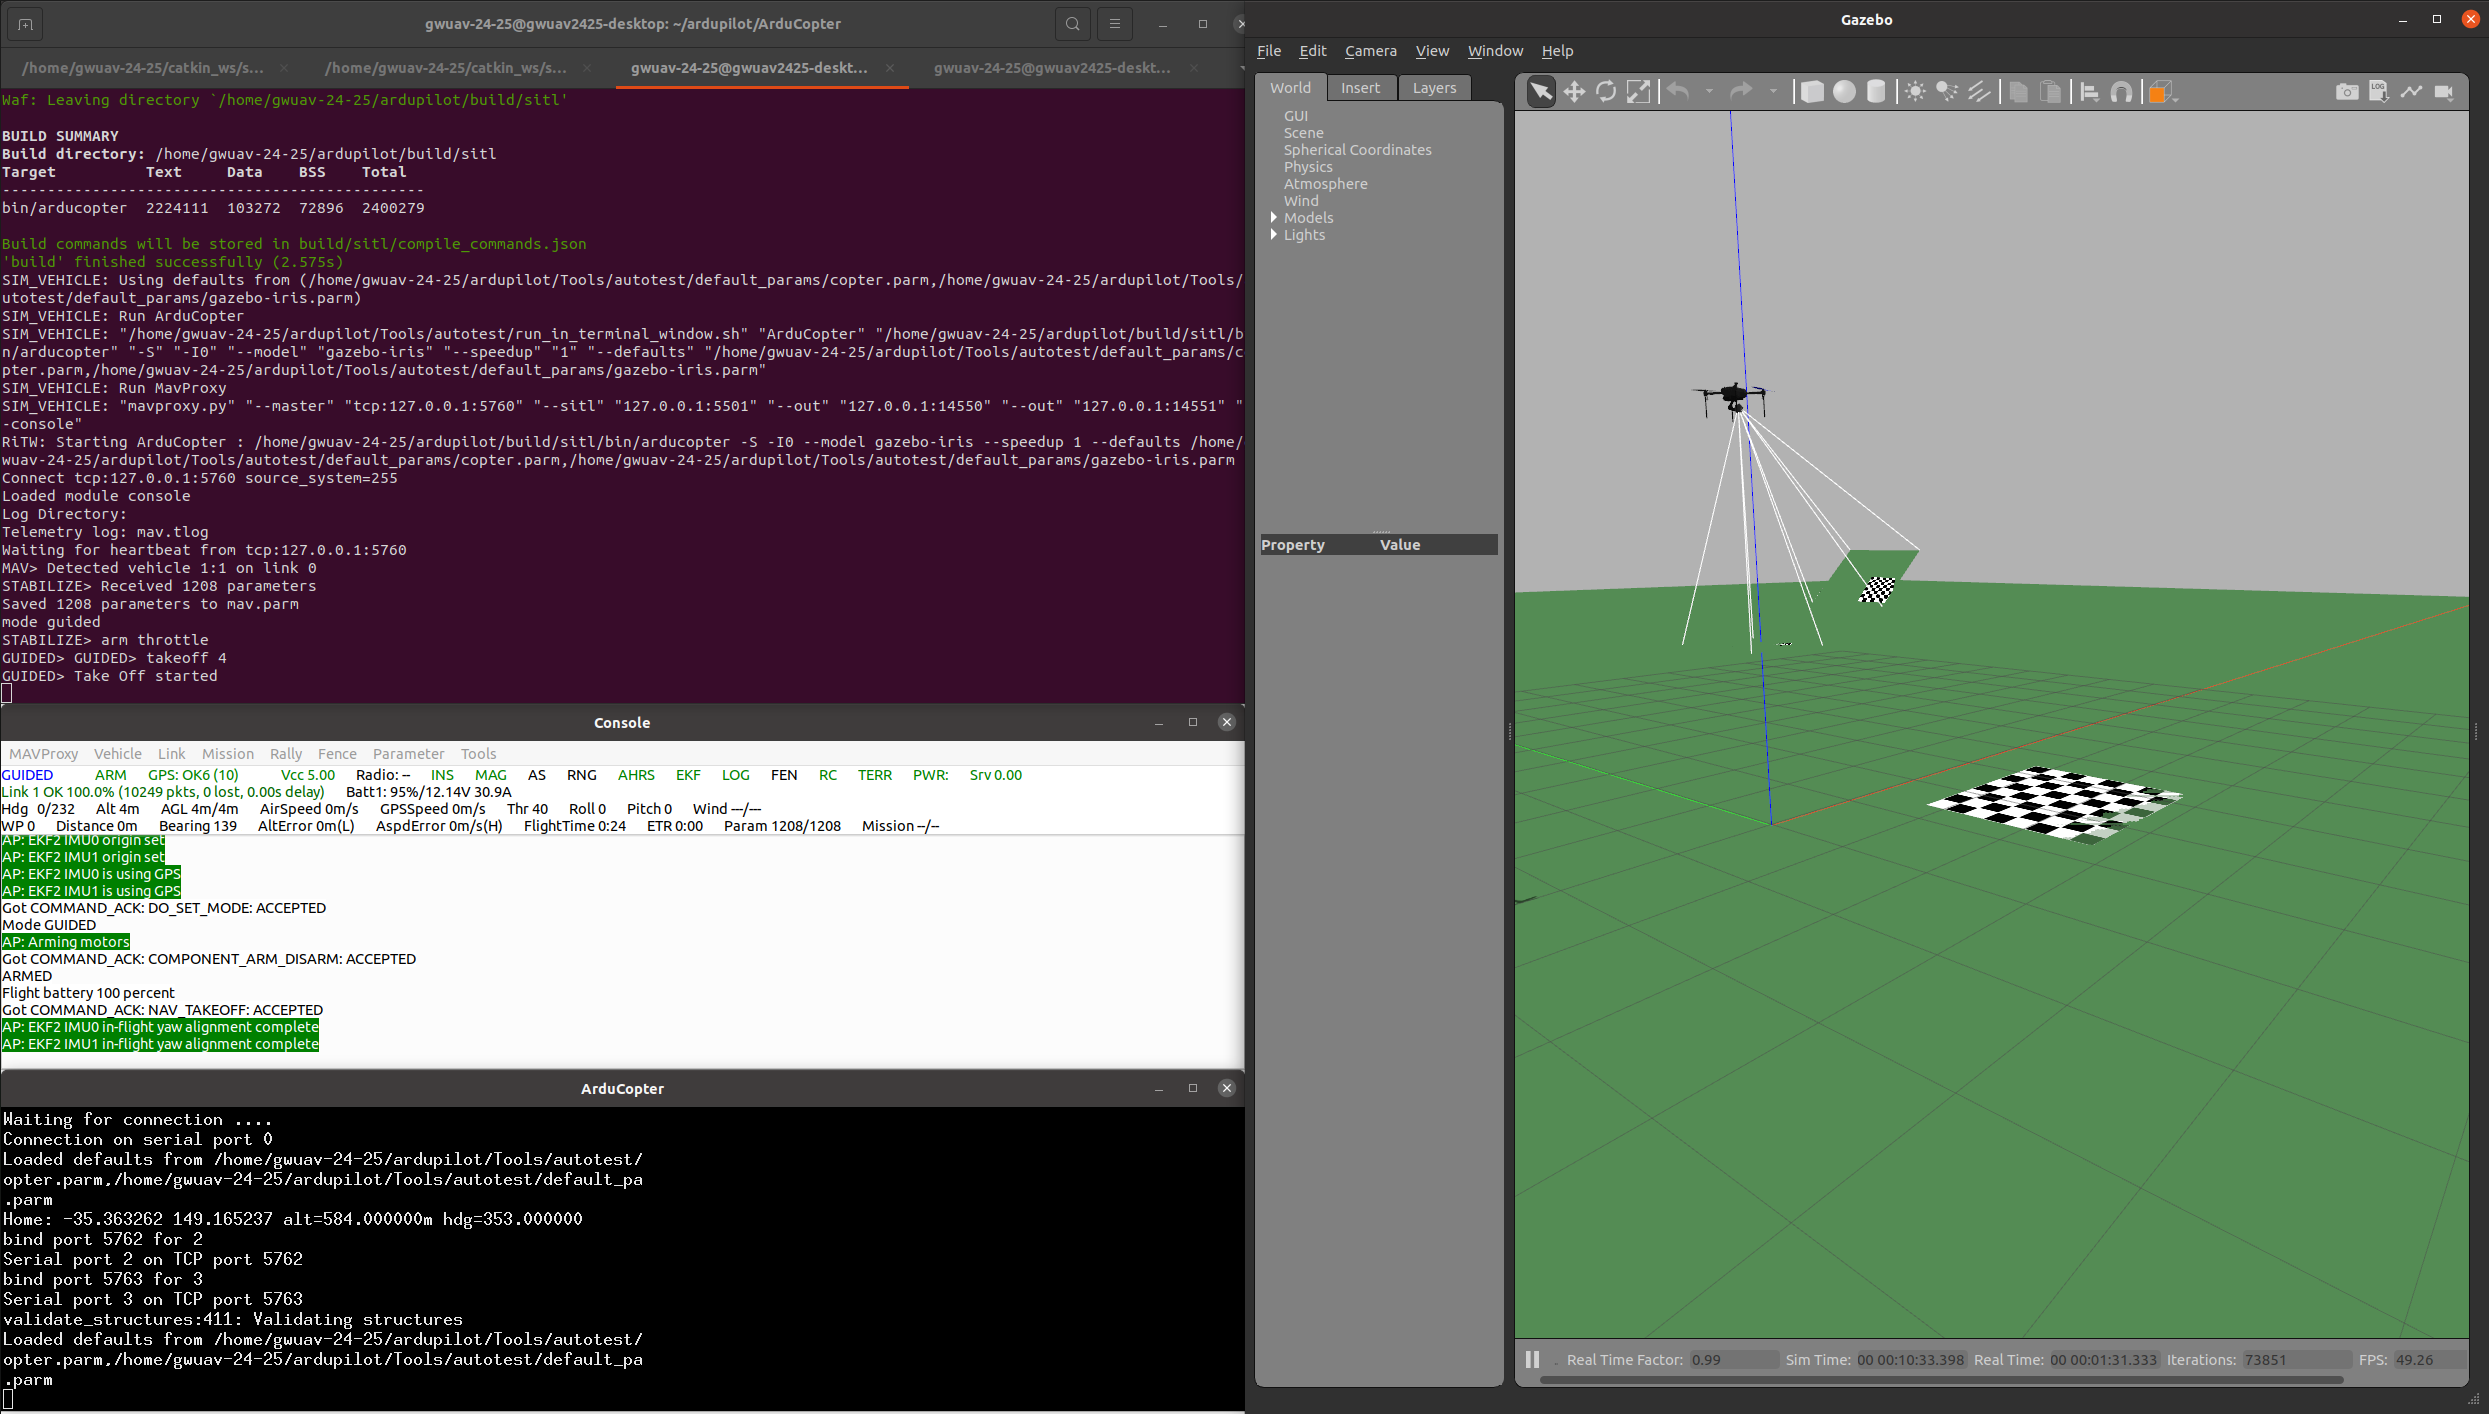 gwuav-24-25@gwuav2425-desktop: ~/ardupilot/ArduCopter
/home/gwuav-24-25/catkin_ws/s...
/home/gwuav-24-25/catkin_ws/s...
gwuav-24-25@gwuav2425-deskt...
gwuav-24-25@gwuav2425-deskt...
Waf: Leaving directory `/home/gwuav-24-25/ardupilot/build/sitl'
BUILD SUMMARY
Build directory: /home/gwuav-24-25/ardupilot/build/sitl
Target Text Data BSS Total
-----------------------------------------------
bin/arducopter 2224111 103272 72896 2400279
Build commands will be stored in build/sitl/compile_commands.json
'build' finished successfully (2.575s)
SIM_VEHICLE: Using defaults from (/home/gwuav-24-25/ardupilot/Tools/autotest/default_params/copter.parm,/home/gwuav-24-25/ardupilot/Tools/
utotest/default_params/gazebo-iris.parm)
SIM_VEHICLE: Run ArduCopter
SIM_VEHICLE: "/home/gwuav-24-25/ardupilot/Tools/autotest/run_in_terminal_window.sh" "ArduCopter" "/home/gwuav-24-25/ardupilot/build/sitl/b
n/arducopter" "-S" "-I0" "--model" "gazebo-iris" "--speedup" "1" "--defaults" "/home/gwuav-24-25/ardupilot/Tools/autotest/default_params/c
pter.parm,/home/gwuav-24-25/ardupilot/Tools/autotest/default_params/gazebo-iris.parm"
SIM_VEHICLE: Run MavProxy
SIM_VEHICLE: "mavproxy.py" "--master" "tcp:127.0.0.1:5760" "--sitl" "127.0.0.1:5501" "--out" "127.0.0.1:14550" "--out" "127.0.0.1:14551" "
-console"
RiTW: Starting ArduCopter : /home/gwuav-24-25/ardupilot/build/sitl/bin/arducopter -S -I0 --model gazebo-iris --speedup 1 --defaults /home/
wuav-24-25/ardupilot/Tools/autotest/default_params/copter.parm,/home/gwuav-24-25/ardupilot/Tools/autotest/default_params/gazebo-iris.parm
Connect tcp:127.0.0.1:5760 source_system=255
Loaded module console
Log Directory:
Telemetry log: mav.tlog
Waiting for heartbeat from tcp:127.0.0.1:5760
MAV> Detected vehicle 1:1 on link 0
STABILIZE> Received 1208 parameters
Saved 1208 parameters to mav.parm
mode guided
STABILIZE> arm throttle
GUIDED> GUIDED> takeoff 4
GUIDED> Take Off started
Console
MAVProxy Vehicle Link Mission Rally Fence Parameter Tools
GUIDED ARM GPS: OK6 (10) Vcc 5.00 Radio: -- INS MAG AS RNG AHRS EKF LOG FEN RC TERR PWR: Srv 0.00
Link 1 OK 100.0% (10249 pkts, 0 lost, 0.00s delay) Batt1: 95%/12.14V 30.9A
Hdg 0/232 Alt 4m AGL 4m/4m AirSpeed 0m/s GPSSpeed 0m/s Thr 40 Roll 0 Pitch 0 Wind ---/---
WP 0 Distance 0m Bearing 139 AltError 0m(L) AspdError 0m/s(H) FlightTime 0:24 ETR 0:00 Param 1208/1208 Mission --/--
AP: EKF2 IMU0 origin set
AP: EKF2 IMU1 origin set
AP: EKF2 IMU0 is using GPS
AP: EKF2 IMU1 is using GPS
Got COMMAND_ACK: DO_SET_MODE: ACCEPTED
Mode GUIDED
AP: Arming motors
Got COMMAND_ACK: COMPONENT_ARM_DISARM: ACCEPTED
ARMED
Flight battery 100 percent
Got COMMAND_ACK: NAV_TAKEOFF: ACCEPTED
AP: EKF2 IMU0 in-flight yaw alignment complete
AP: EKF2 IMU1 in-flight yaw alignment complete
ArduCopter
Waiting for connection ....
Connection on serial port 0
Loaded defaults from /home/gwuav-24-25/ardupilot/Tools/autotest/
opter.parm,/home/gwuav-24-25/ardupilot/Tools/autotest/default_pa
.parm
Home: -35.363262 149.165237 alt=584.000000m hdg=353.000000
bind port 5762 for 2
Serial port 2 on TCP port 5762
bind port 5763 for 3
Serial port 3 on TCP port 5763
validate_structures:411: Validating structures
Loaded defaults from /home/gwuav-24-25/ardupilot/Tools/autotest/
opter.parm,/home/gwuav-24-25/ardupilot/Tools/autotest/default_pa
.parm
Gazebo
File Edit Camera View Window Help
World Insert Layers
GUI
Scene
Spherical Coordinates
Physics
Atmosphere
Wind
Models
Lights
Property Value
LOG
Real Time Factor: 0.99 Sim Time: 00 00:10:33.398 Real Time: 00 00:01:31.333 Iterations: 73851 FPS: 49.26